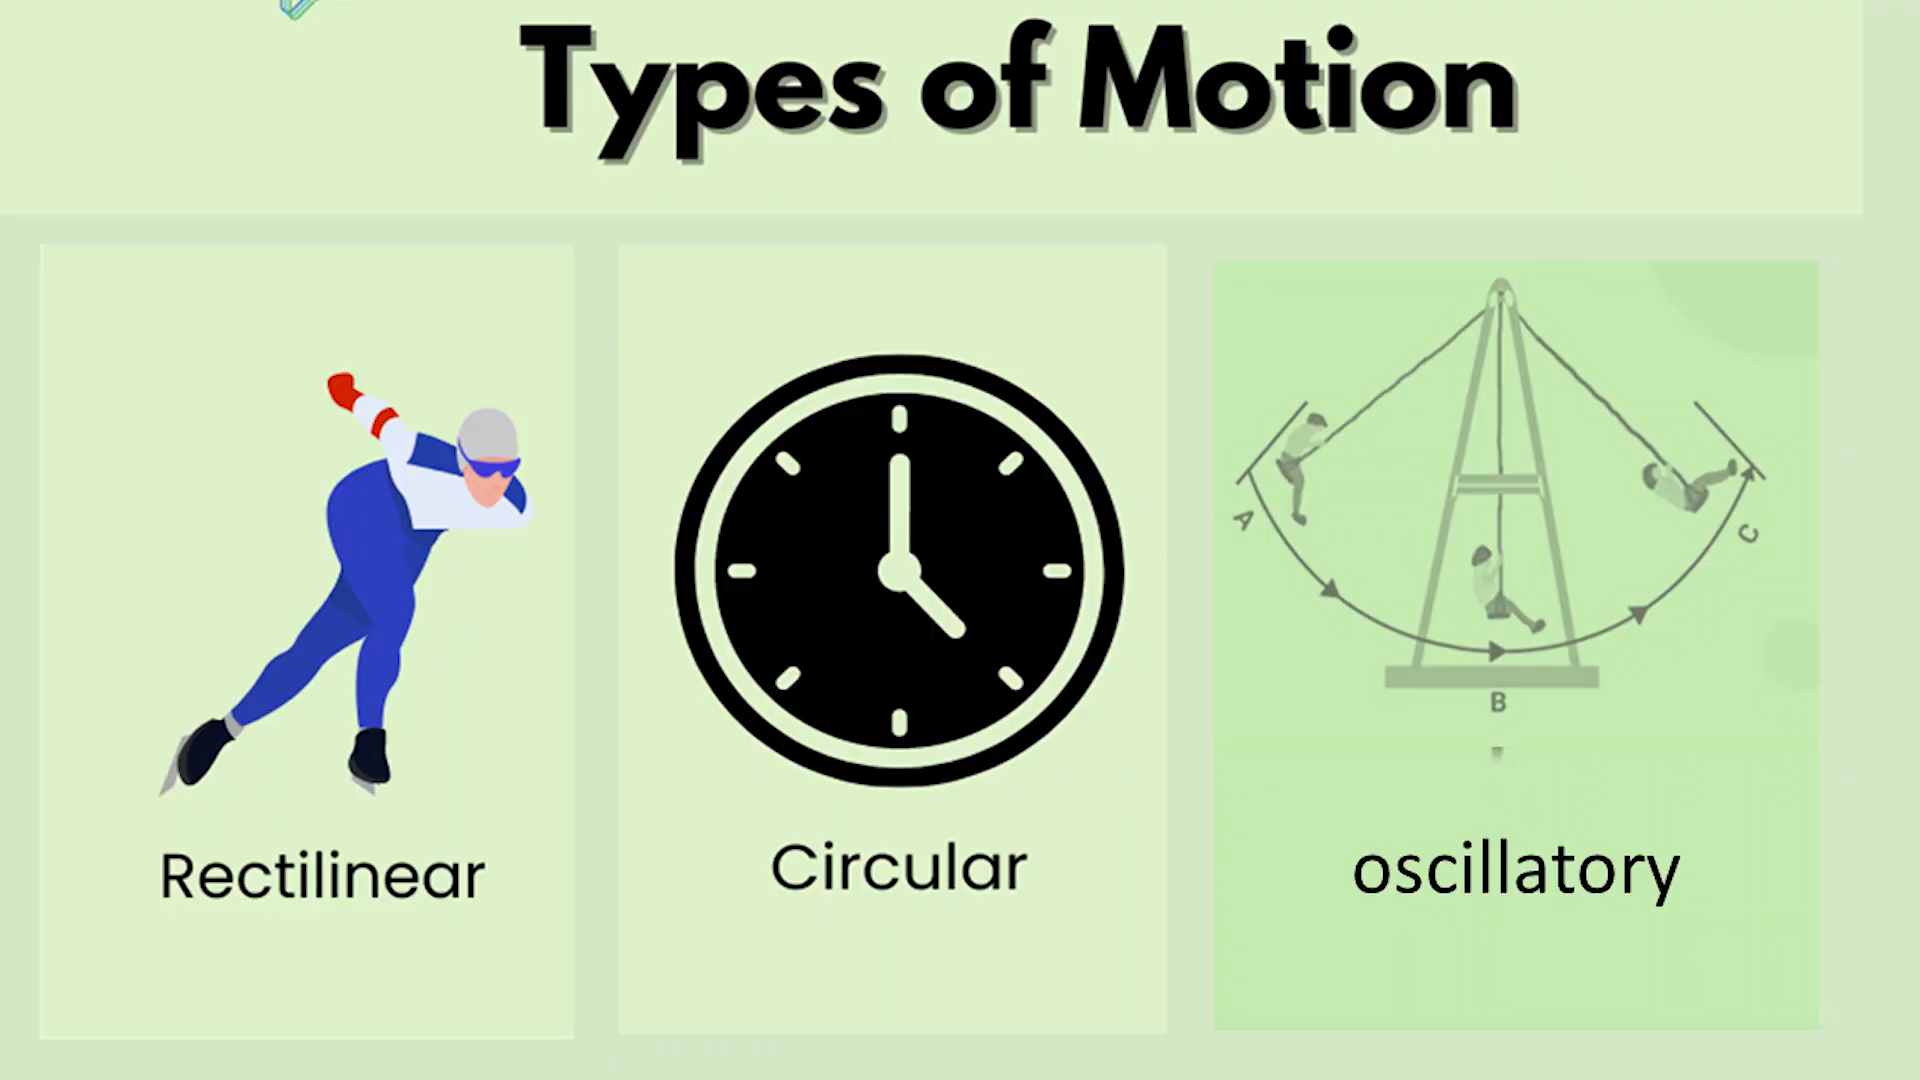 Types of Motion
A
C
B
Rectilinear
Circular
oscillatory